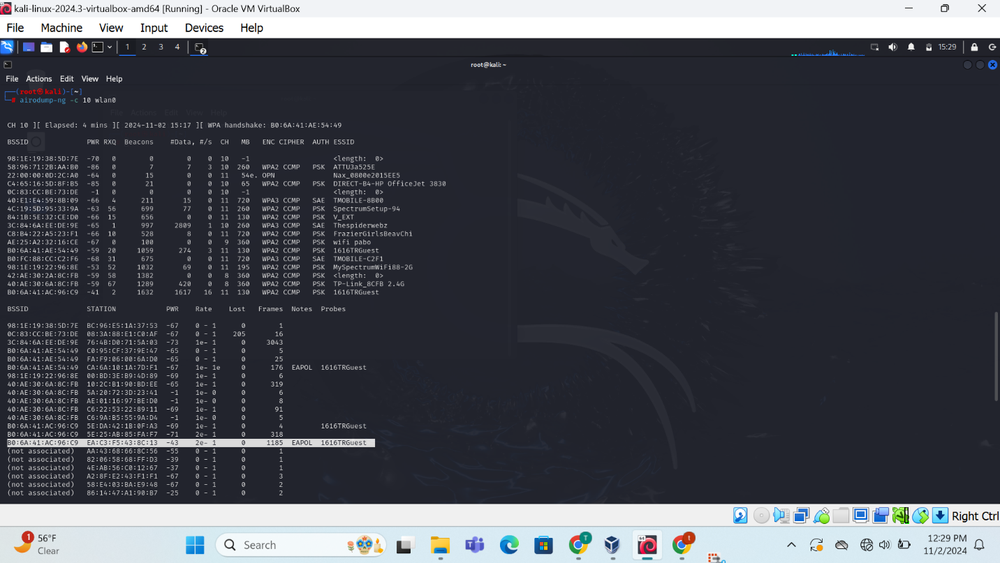 kali-linux-2024.3-virtualbox-amd64 [Running] - Oracle VM VirtualBox
File Machine View Input Devices Help
1 2 3 4 2 15:29
root@kali: ~
File Actions Edit View Help
(root㉿kali)-[~]
# airodump-ng -c 10 wlan0
CH 10 ][ Elapsed: 4 mins ][ 2024-11-02 15:17 ][ WPA handshake: B0:6A:41:AE:54:49
BSSID PWR RXQ Beacons #Data, #/s CH MB ENC CIPHER AUTH ESSID
98:1E:19:38:5D:7E -70 0 0 0 0 10 -1 <length: 0>
58:96:71:2B:AA:B0 -86 0 7 7 3 10 260 WPA2 CCMP PSK ATTU3a525E
22:00:00:0D:2C:A0 -64 0 15 0 0 11 54e. OPN Nax_0800e2015EE5
C4:65:16:5D:8F:B5 -85 0 21 0 0 10 65 WPA2 CCMP PSK DIRECT-B4-HP OfficeJet 3830
0C:83:CC:BE:73:DE -1 0 0 0 0 10 -1 <length: 0>
40:E1:E4:59:8B:09 -66 4 211 15 0 11 720 WPA3 CCMP SAE TMOBILE-8B00
4C:19:5D:95:33:9A -63 56 699 77 0 11 260 WPA2 CCMP PSK SpectrumSetup-94
84:1B:5E:32:CE:D0 -66 15 656 0 0 11 130 WPA2 CCMP PSK V_EXT
3C:84:6A:EE:DE:9E -65 1 997 2809 1 10 260 WPA3 CCMP SAE Thespiderwebz
C8:B4:22:A5:23:F1 -66 10 528 8 0 11 720 WPA2 CCMP PSK FrazierGirlsBeavChi
AE:25:A2:32:16:CE -67 0 100 0 0 9 360 WPA2 CCMP PSK wifi pabo
B0:6A:41:AE:54:49 -59 20 1059 274 3 11 130 WPA2 CCMP PSK 1616TRGuest
B0:FC:88:CC:C2:F6 -68 31 675 0 0 11 720 WPA3 CCMP SAE TMOBILE-C2F1
98:1E:19:22:96:8E -53 52 1032 69 0 11 195 WPA2 CCMP PSK MySpectrumWiFi88-2G
42:AE:30:2A:8C:FB -59 58 1382 0 0 8 360 WPA2 CCMP PSK <length: 0>
40:AE:30:6A:8C:FB -59 67 1289 420 0 8 360 WPA2 CCMP PSK TP-Link_8CFB 2.4G
B0:6A:41:AC:96:C9 -41 2 1632 1617 16 11 130 WPA2 CCMP PSK 1616TRGuest
BSSID STATION PWR Rate Lost Frames Notes Probes
98:1E:19:38:5D:7E BC:96:E5:1A:37:53 -67 0 - 1 0 1
0C:83:CC:BE:73:DE 08:3A:88:E1:C0:AF -67 0 - 1 205 16
3C:84:6A:EE:DE:9E 76:4B:D0:71:5A:03 -73 1e- 1 0 3043
B0:6A:41:AE:54:49 C0:95:CF:37:9E:47 -65 0 - 1 0 5
B0:6A:41:AE:54:49 FA:F9:06:00:6A:D0 -65 0 - 1 0 25
B0:6A:41:AE:54:49 CA:6A:10:1A:7D:F1 -67 1e- 1e 0 176 EAPOL 1616TRGuest
98:1E:19:22:96:8E 00:BD:3E:B9:4D:89 -69 1e- 1 0 6
40:AE:30:6A:8C:FB 10:2C:B1:90:BD:EE -65 1e- 1 0 319
40:AE:30:6A:8C:FB 5A:20:72:3D:23:41 -1 1e- 0 0 6
40:AE:30:6A:8C:FB AE:01:16:97:BE:D0 -1 1e- 0 0 8
40:AE:30:6A:8C:FB C6:22:53:22:89:11 -69 1e- 1 0 91
40:AE:30:6A:8C:FB C6:9A:B5:55:9A:D4 -1 1e- 0 0 5
B0:6A:41:AC:96:C9 5E:DA:42:1B:0F:A3 -69 1e- 1 0 4 1616TRGuest
B0:6A:41:AC:96:C9 5E:25:AB:85:FA:F7 -71 2e- 1 0 318
B0:6A:41:AC:96:C9 EA:C3:F5:43:8C:13 -43 2e- 1 0 1185 EAPOL 1616TRGuest
(not associated) AA:43:68:66:8C:56 -55 0 - 1 0 1
(not associated) 82:06:58:68:FF:D3 -39 0 - 1 0 1
(not associated) 4E:AB:56:C0:12:67 -37 0 - 1 0 1
(not associated) A2:8F:E2:43:F1:F1 -67 0 - 1 0 3
(not associated) 58:E4:03:BA:E9:48 -67 0 - 1 0 2
(not associated) 86:14:47:A1:90:B7 -25 0 - 1 0 2
Right Ctrl
1 56°F
Clear
Search
T
64
t
12:29 PM
11/2/2024